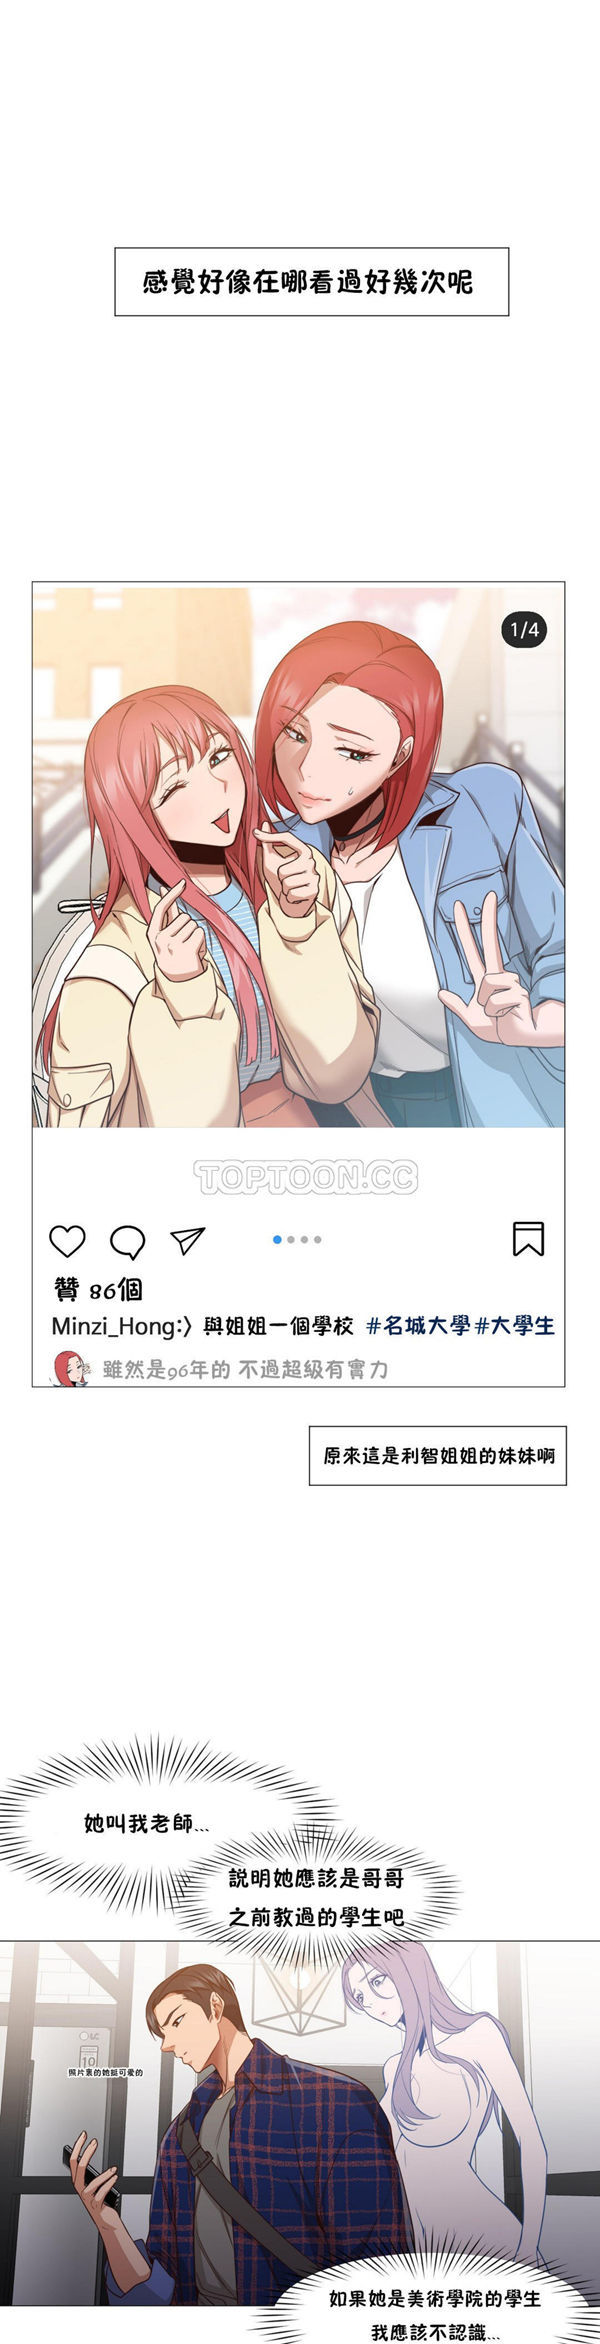 感覺好像在哪看過好幾次呢
1/4
TOPTOON.CC
贊 86個
Minzi_Hong:〉與姐姐一個學校 #名城大學#大學生
雖然是96年的 不過超級有實力
原來這是利智姐姐的妹妹啊
她叫我老師...
説明她應該是哥哥
之前教過的學生吧
LC
10
照片裏的她挺可爱的
如果她是美術學院的學生
我應該不認識...